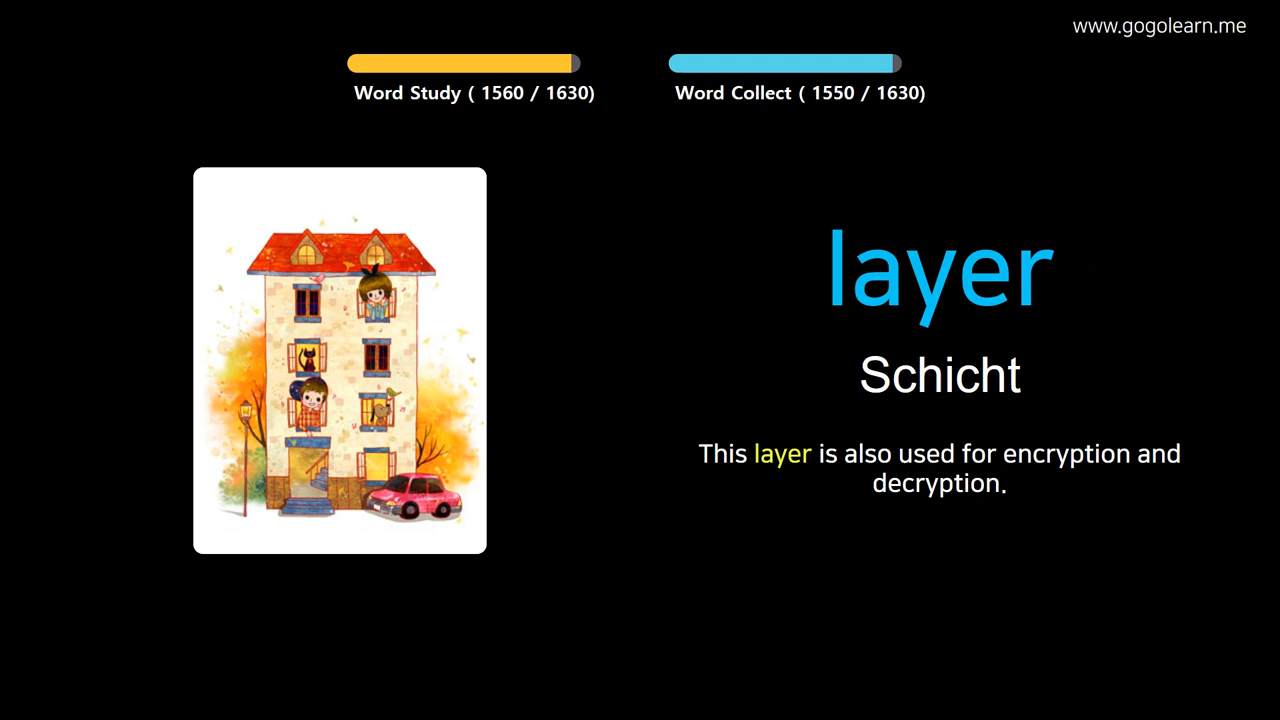 www.gogolearn.me
Word Study ( 1560 / 1630)
Word Collect ( 1550 / 1630)
layer
Schicht
This layer is also used for encryption and
decryption.